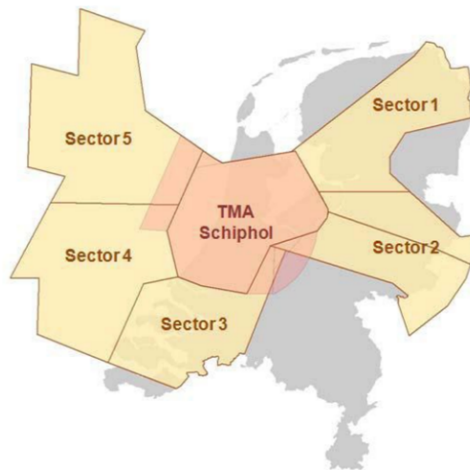 Sector 1
Sector 5
TMA
Schiphol
Sector 2
Sector 4
Sector 3